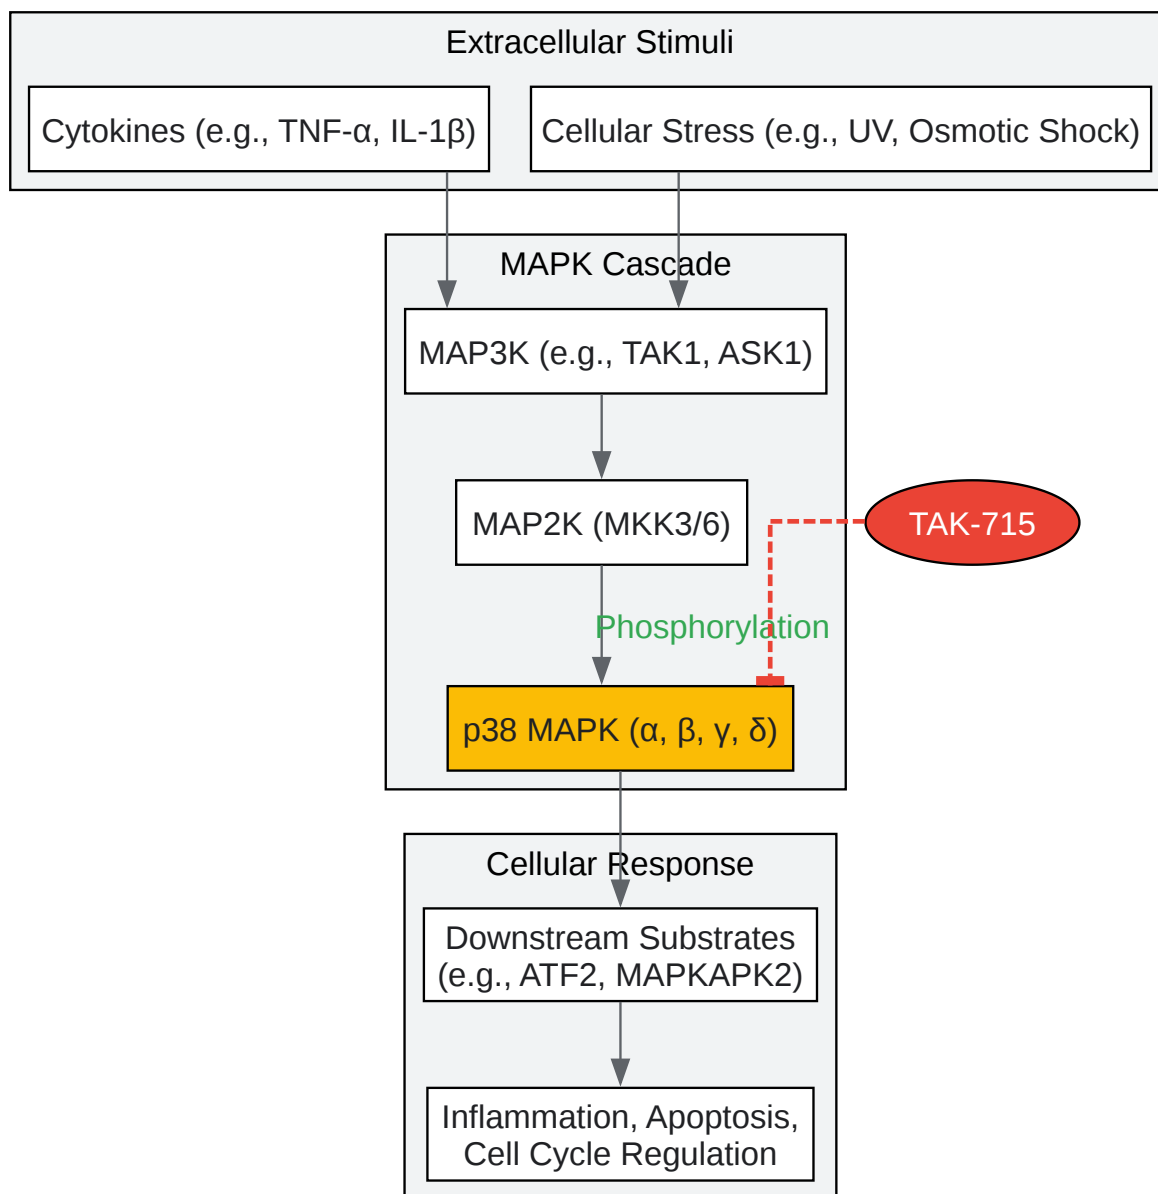 Extracellular Stimuli
Cytokines (e.g., TNF-α, IL-1β)
Cellular Stress (e.g., UV, Osmotic Shock)
MAPK Cascade
MAP3K (e.g., TAK1, ASK1)
MAP2K (MKK3/6)
TAK-715
Phosphorylation
p38 MAPK (α, β, γ, δ)
Cellular Response
Downstream Substrates
(e.g., ATF2, MAPKAPK2)
Inflammation, Apoptosis,
Cell Cycle Regulation